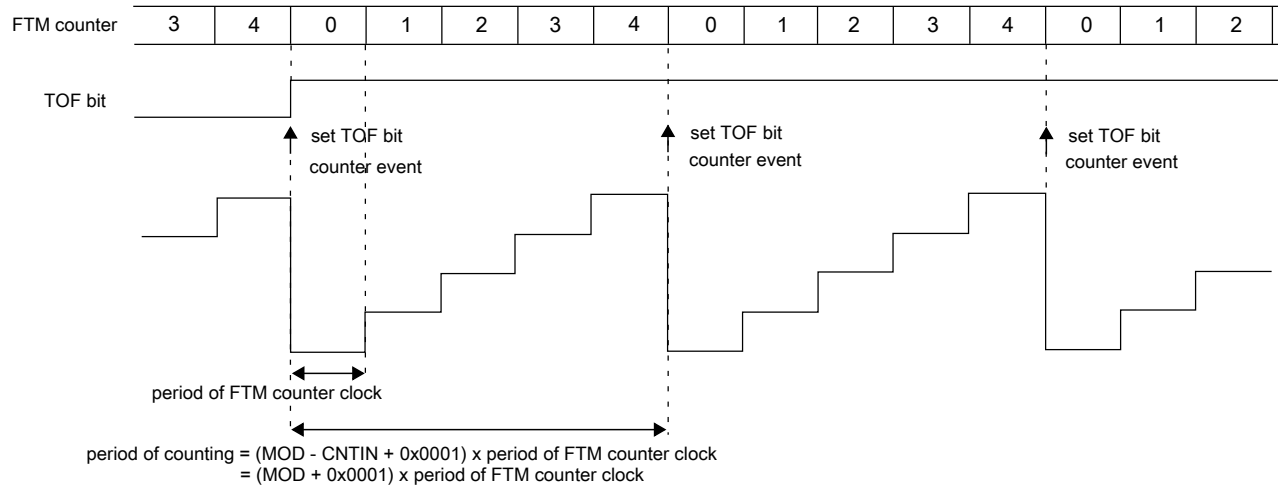 FTM counter 3 4 0 1 2 3 4 0 1 2 3 4 0 1 2
TOF bit
set TOF bit
counter event
set TOF bit
counter event
set TOF bit
counter event
period of FTM counter clock
period of counting = (MOD - CNTIN + 0x0001) x period of FTM counter clock
= (MOD + 0x0001) x period of FTM counter clock